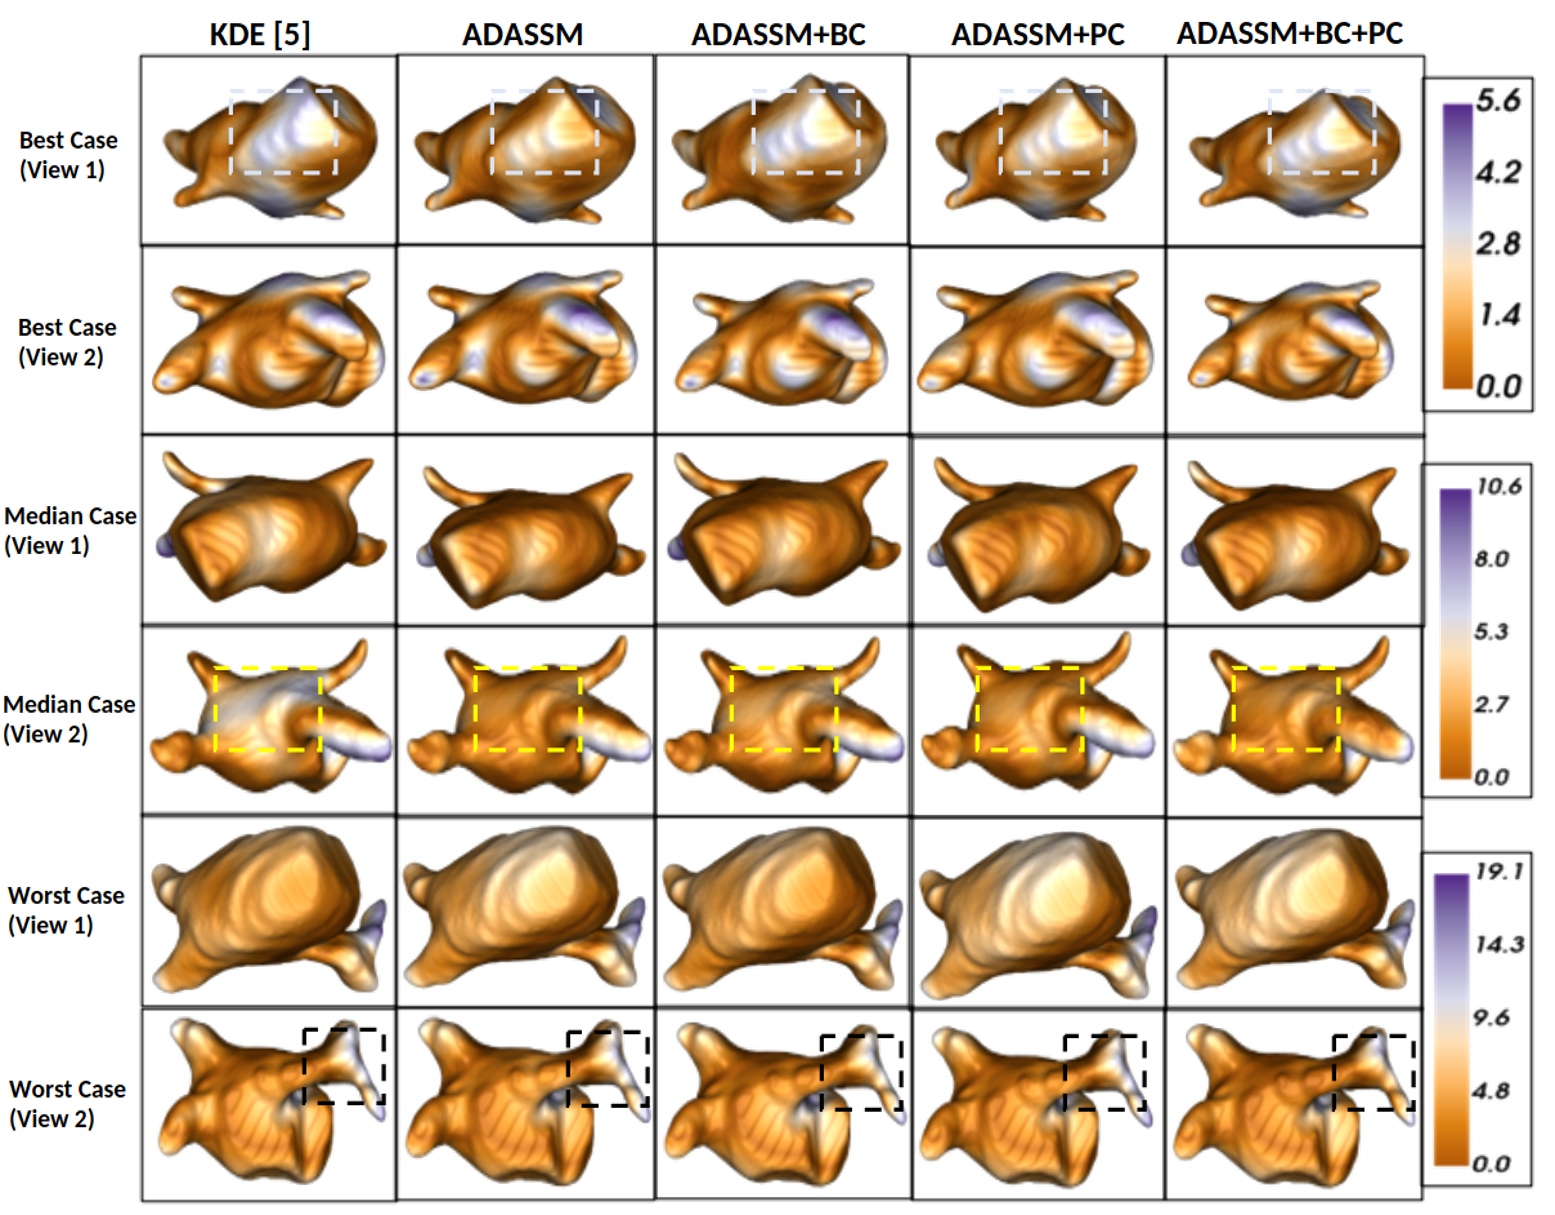 KDE [5] ADASSM ADASSM+BC ADASSM+PC ADASSM+BC+PC
Best Case
(View 1)
5.6
4.2
2.8
1.4
0.0
Best Case
(View 2)
Median Case
(View 1)
10.6
8.0
5.3
2.7
0.0
Median Case
(View 2)
Worst Case
(View 1)
19.1
14.3
9.6
4.8
0.0
Worst Case
(View 2)